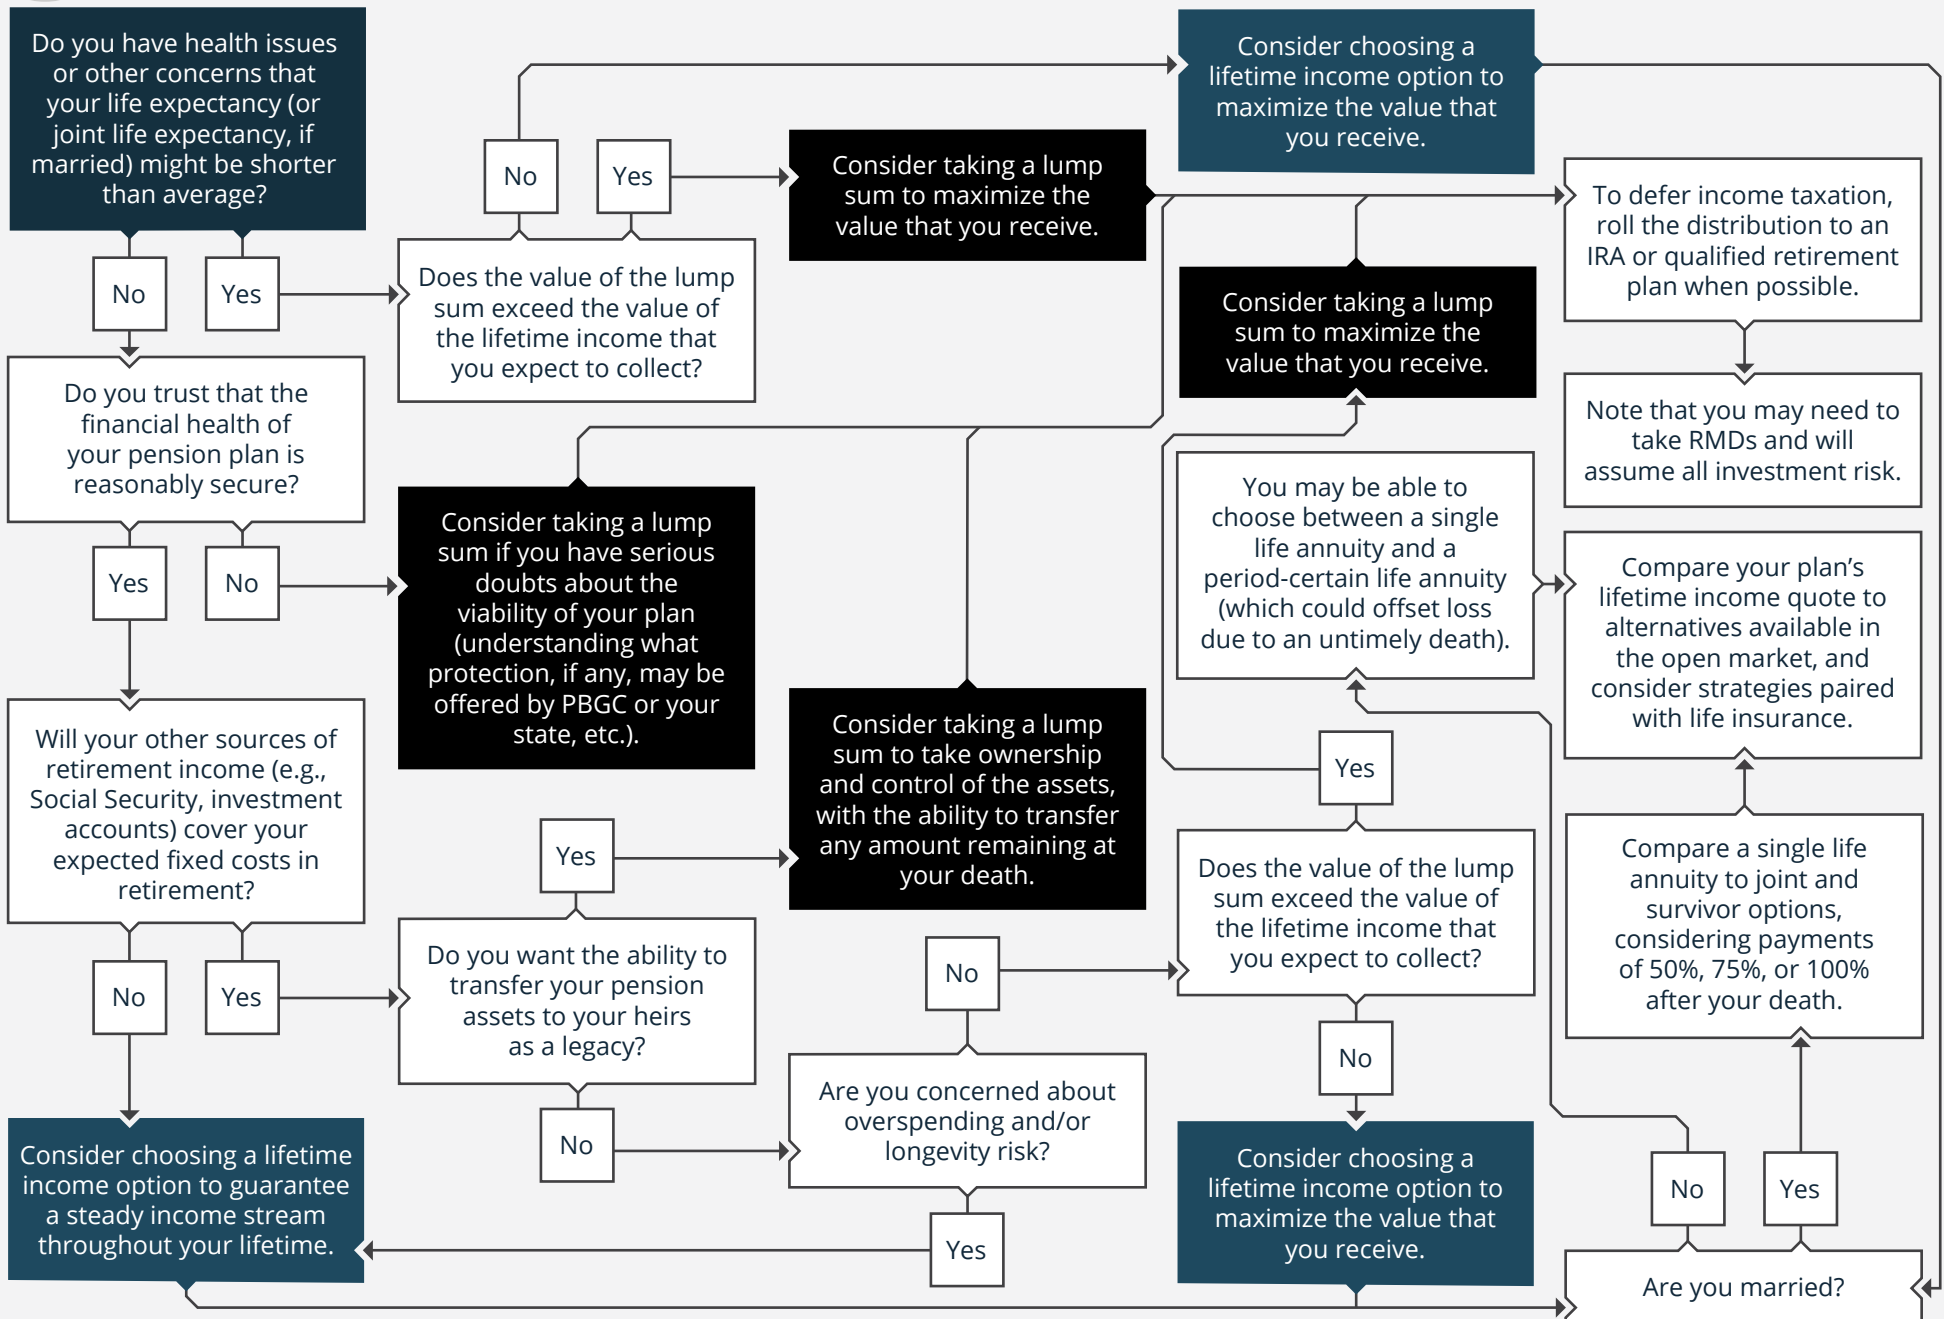 Do you have health issues
or other concerns that
your life expectancy (or
joint life expectancy, if
married) might be shorter
than average?
No
Yes
Does the value of the lump
sum exceed the value of
the lifetime income that
you expect to collect?
No
Yes
Consider taking a lump
sum to maximize the
value that you receive.
Consider choosing a
lifetime income option to
maximize the value that
you receive.
To defer income taxation,
roll the distribution to an
IRA or qualified retirement
plan when possible.
Note that you may need to
take RMDs and will
assume all investment risk.
Do you trust that the
financial health of
your pension plan is
reasonably secure?
Yes
No
Consider taking a lump
sum if you have serious
doubts about the
viability of your plan
(understanding what
protection, if any, may be
offered by PBGC or your
state, etc.).
Will your other sources of
retirement income (e.g.,
Social Security, investment
accounts) cover your
expected fixed costs in
retirement?
No
Yes
Do you want the ability to
transfer your pension
assets to your heirs
as a legacy?
Yes
No
Consider taking a lump
sum to take ownership
and control of the assets,
with the ability to transfer
any amount remaining at
your death.
Are you concerned about
overspending and/or
longevity risk?
No
Yes
Consider choosing a lifetime
income option to guarantee
a steady income stream
throughout your lifetime.
Does the value of the lump
sum exceed the value of
the lifetime income that
you expect to collect?
Yes
No
Consider taking a lump
sum to maximize the
value that you receive.
Consider choosing a
lifetime income option to
maximize the value that
you receive.
Are you married?
No
Yes
You may be able to
choose between a single
life annuity and a
period-certain life annuity
(which could offset loss
due to an untimely death).
Compare a single life
annuity to joint and
survivor options,
considering payments
of 50%, 75%, or 100%
after your death.
Compare your plan’s
lifetime income quote to
alternatives available in
the open market, and
consider strategies paired
with life insurance.